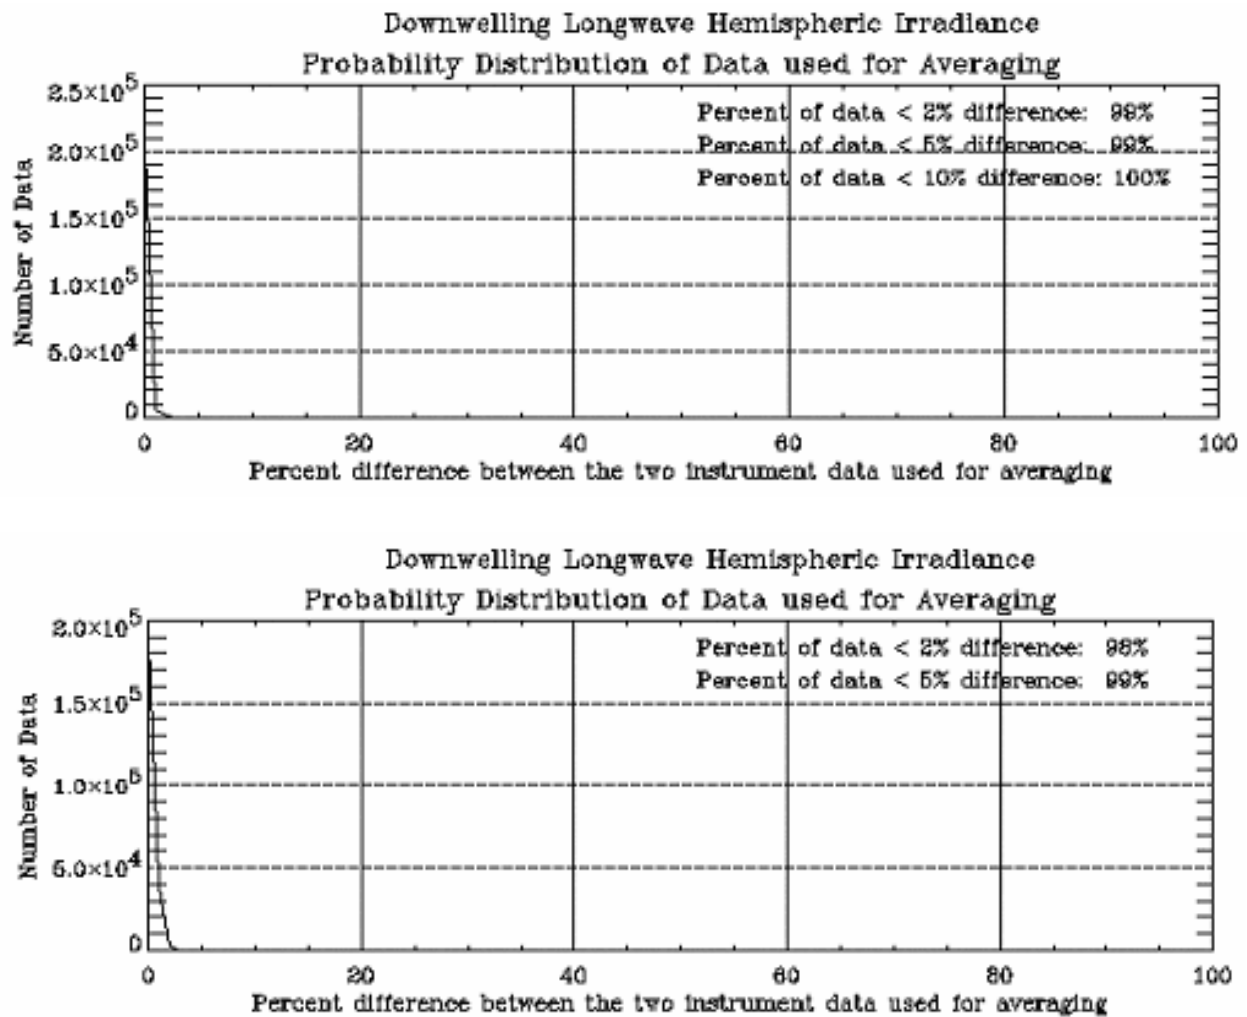 Downwelling Longwave Hemispheric Irradiance
Probability Distribution of Data used for Averaging
Number of Data
2.5×10⁵
2.0×10⁵
1.5×10⁵
1.0×10⁵
5.0×10⁴
0
Percent of data < 2% difference: 99%
Percent of data < 5% difference: 99%
Percent of data < 10% difference: 100%
0 20 40 60 80 100
Percent difference between the two instrument data used for averaging
Downwelling Longwave Hemispheric Irradiance
Probability Distribution of Data used for Averaging
Number of Data
2.0×10⁵
1.5×10⁵
1.0×10⁵
5.0×10⁴
0
Percent of data < 2% difference: 98%
Percent of data < 5% difference: 99%
0 20 40 60 80 100
Percent difference between the two instrument data used for averaging